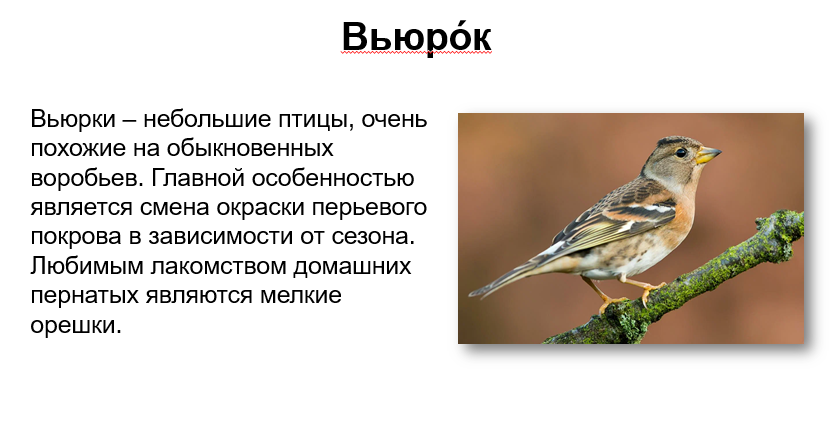 Вьюро́к
Вьюрки – небольшие птицы, очень
похожие на обыкновенных
воробьев. Главной особенностью
является смена окраски перьевого
покрова в зависимости от сезона.
Любимым лакомством домашних
пернатых являются мелкие
орешки.